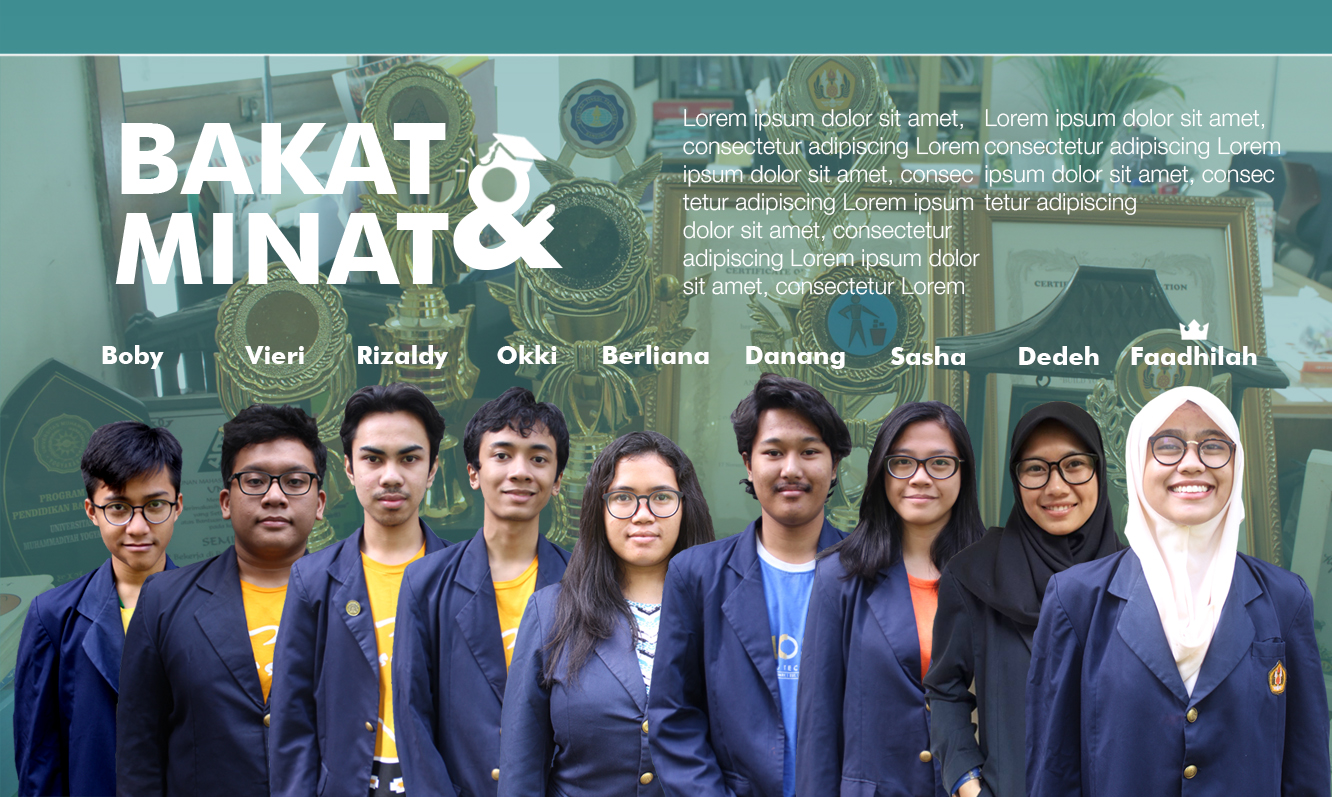 BAKAT
MINAT &
Lorem ipsum dolor sit amet,
consectetur adipiscing Lorem
ipsum dolor sit amet, consec
tetur adipiscing Lorem ipsum
dolor sit amet, consectetur
adipiscing Lorem ipsum dolor
sit amet, consectetur Lorem
Lorem ipsum dolor sit amet,
consectetur adipiscing Lorem
ipsum dolor sit amet, consec
tetur adipiscing
Boby
Vieri
Rizaldy
Okki
Berliana
Danang
Sasha
Dedeh
Faadhilah
PROGRAM
PENDIDIKAN